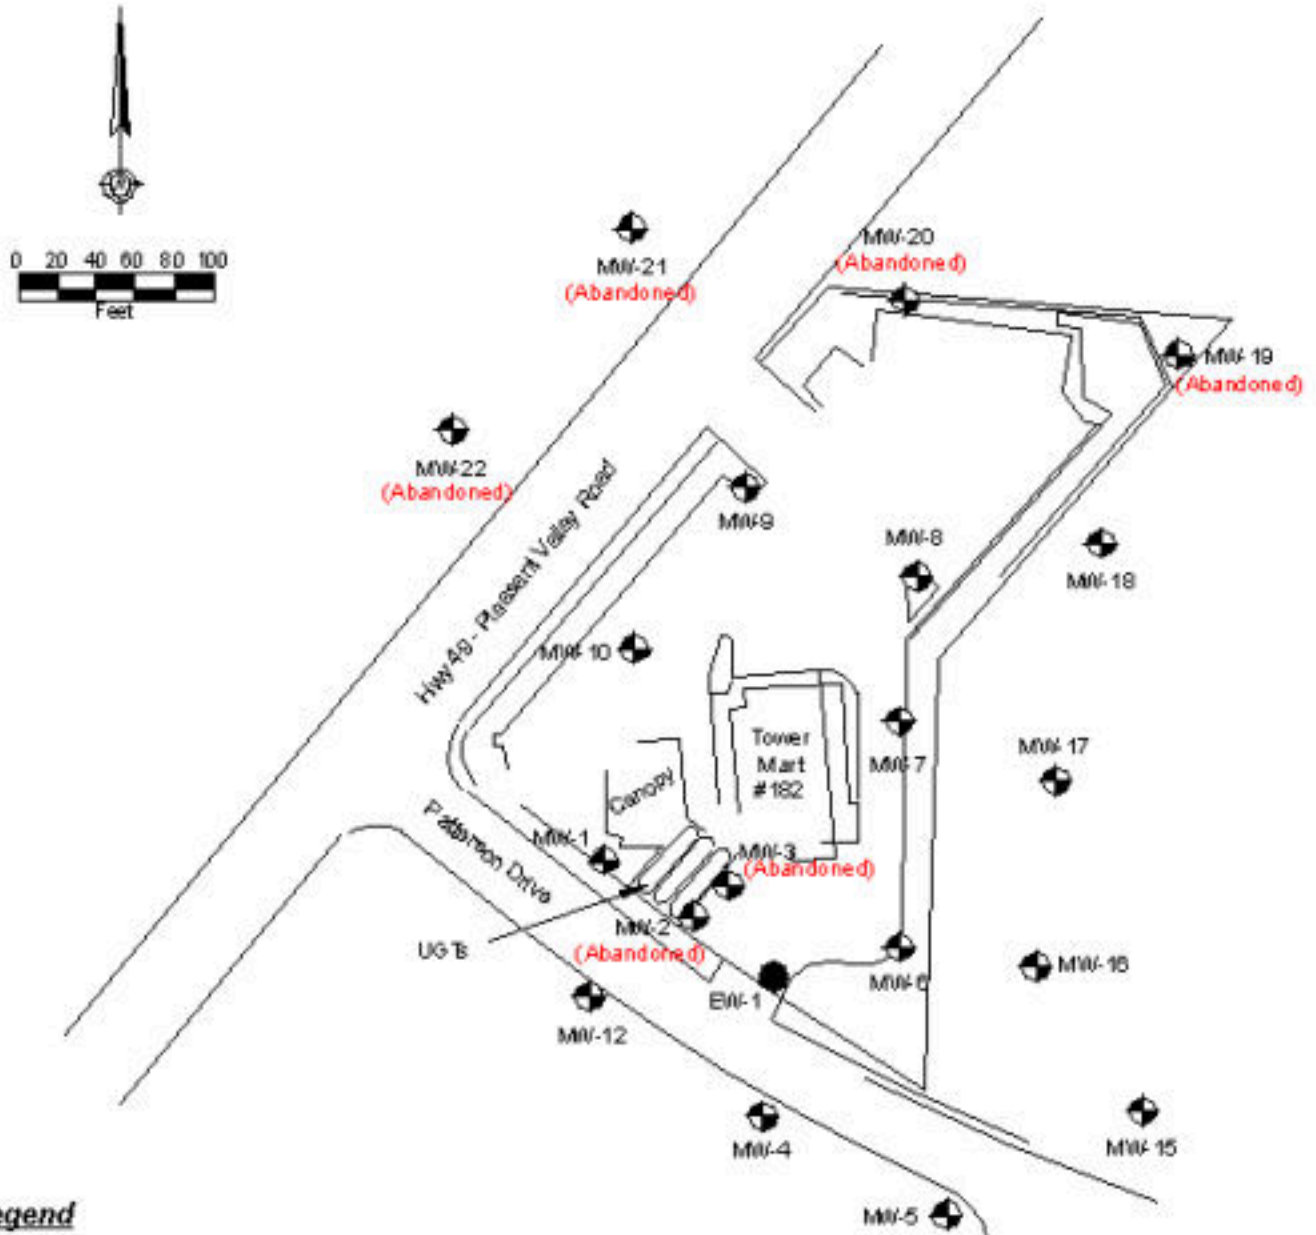 0 20 40 60 80 100
Feet
MW-20
(Abandoned)
MW-21
(Abandoned)
MW-19
(Abandoned)
MW-22
(Abandoned)
MW-9
MW-8
MW-18
Hwy 49 - Pleasant Valley Road
MW-10
Tower
Mart
#182
MW-7
MW-17
Canopy
Patterson Drive
MW-1
MW-3
(Abandoned)
MW-2
(Abandoned)
UGTs
EW-1
MW-6
MW-16
MW-12
MW-4
MW-15
MW-5
egend